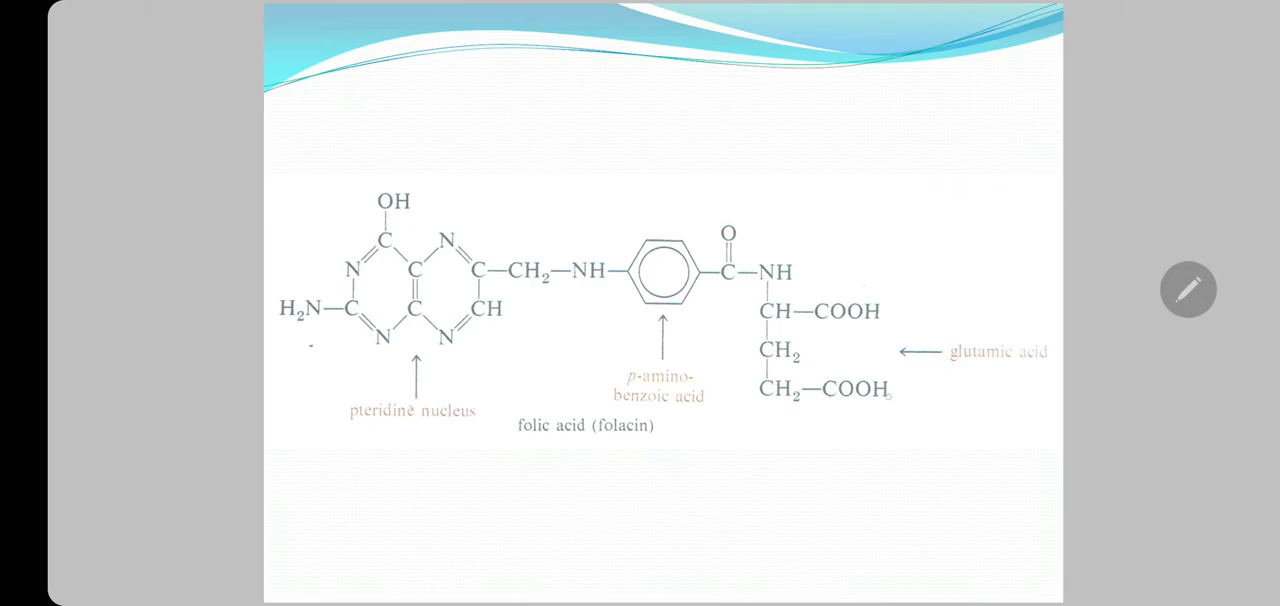 OH
N
C
N
C
C—CH₂—NH
O
C—NH
H₂N—C
C
CH
N
N
CH—COOH
CH₂
CH₂—COOH
glutamic acid
p-amino-
benzoic acid
pteridine nucleus
folic acid (folacin)